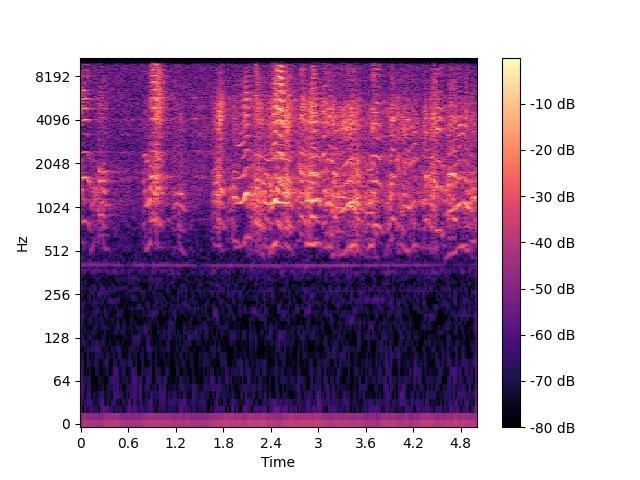 8192
4096
2048
1024
512
256
128
64
0
Hz
0 0.6 1.2 1.8 2.4 3 3.6 4.2 4.8
Time
-10 dB
-20 dB
-30 dB
-40 dB
-50 dB
-60 dB
-70 dB
-80 dB